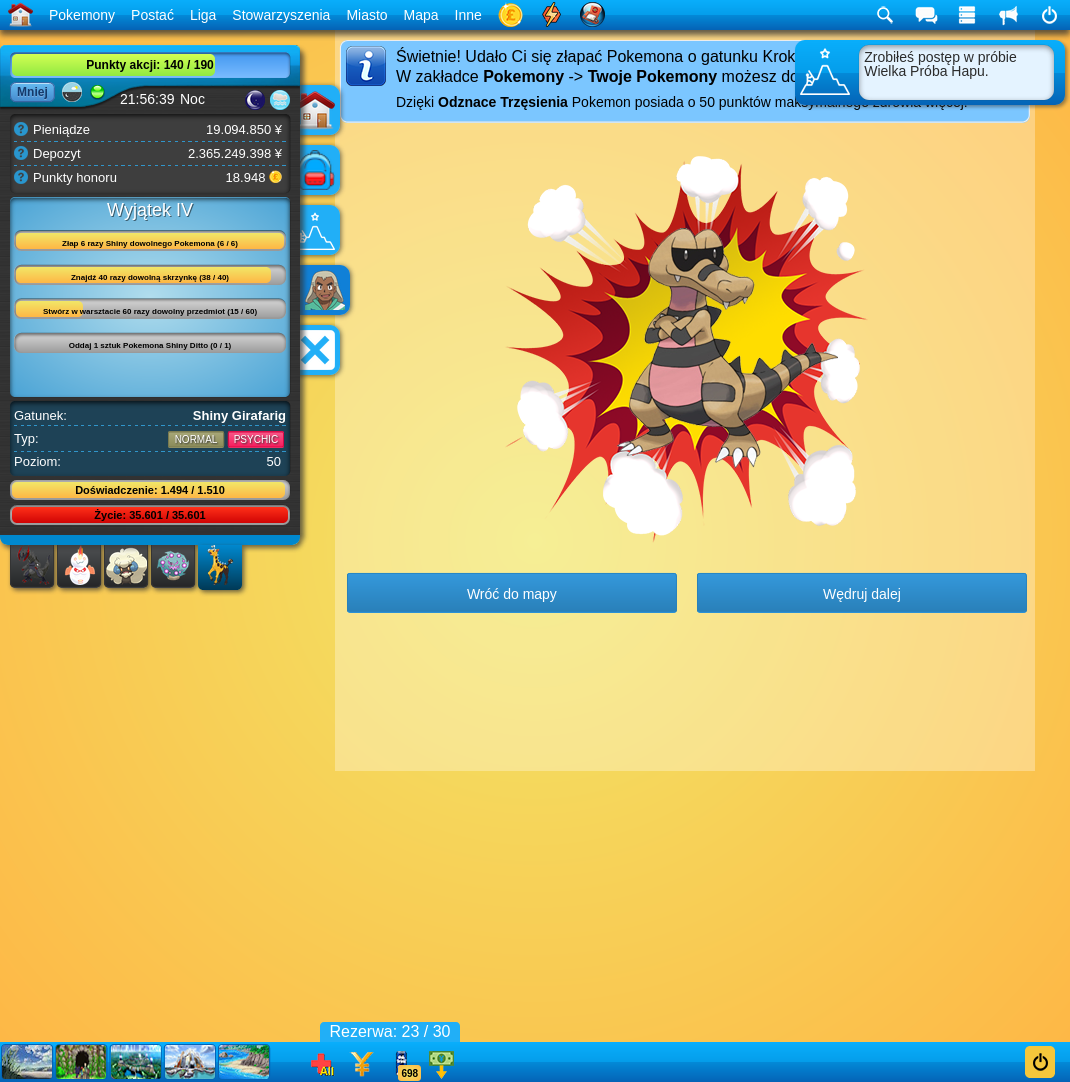 Pokemony Postać Liga Stowarzyszenia Miasto Mapa Inne
Punkty akcji: 140 / 190
Mniej
21:56:39 Noc
Pieniądze 19.094.850 ¥
Depozyt 2.365.249.398 ¥
Punkty honoru 18.948
Wyjątek IV
Złap 6 razy Shiny dowolnego Pokemona (6 / 6)
Znajdź 40 razy dowolną skrzynkę (38 / 40)
Stwórz w warsztacie 60 razy dowolny przedmiot (15 / 60)
Oddaj 1 sztuk Pokemona Shiny Ditto (0 / 1)
Gatunek: Shiny Girafarig
Typ: NORMAL PSYCHIC
Poziom: 50
Doświadczenie: 1.494 / 1.510
Życie: 35.601 / 35.601
Świetnie! Udało Ci się złapać Pokemona o gatunku Krok
W zakładce Pokemony -> Twoje Pokemony możesz do
Dzięki Odznace Trzęsienia Pokemon posiada o 50 punktów maksymalnego zdrowia więcej.
Zrobiłeś postęp w próbie
Wielka Próba Hapu.
Wróć do mapy
Wędruj dalej
Rezerwa: 23 / 30
All
698